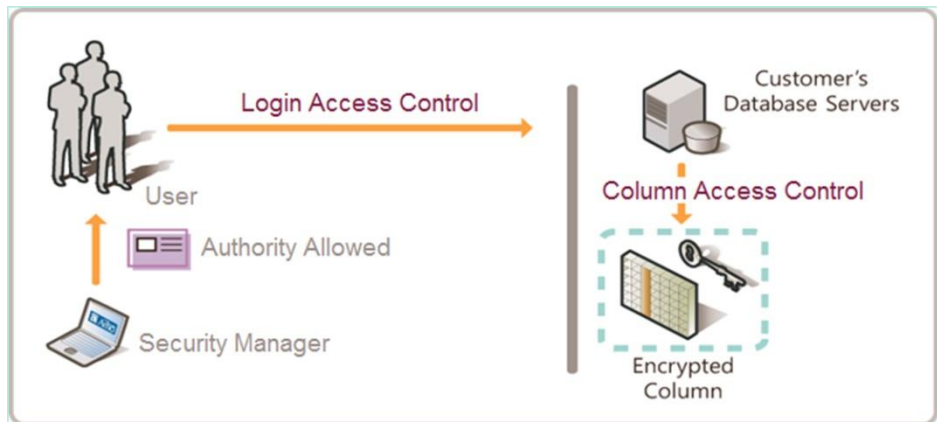 Login Access Control
Customer's
Database Servers
User
Column Access Control
Authority Allowed
Security Manager
Encrypted
Column